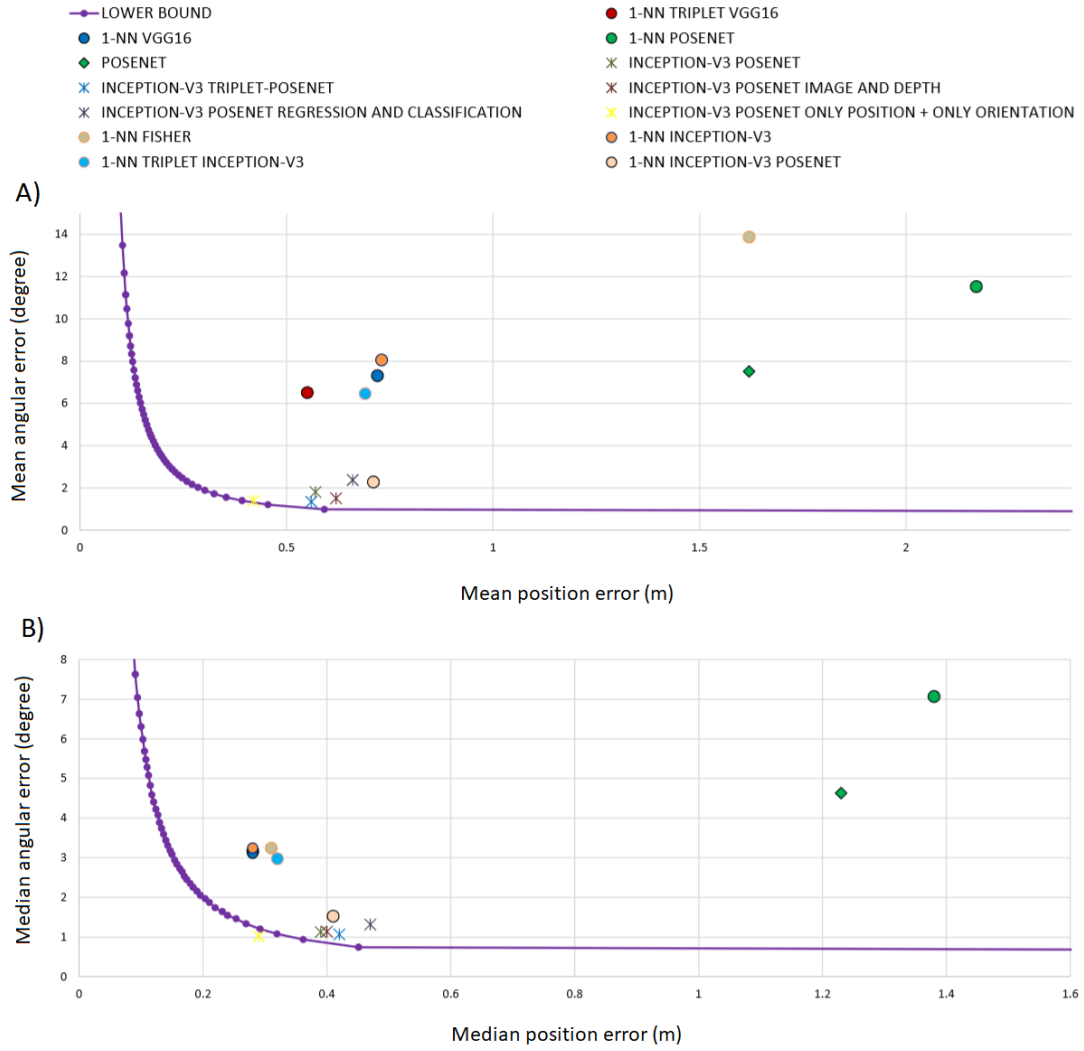 LOWER BOUND
1-NN TRIPLET VGG16
1-NN VGG16
1-NN POSENET
POSENET
INCEPTION-V3 POSENET
INCEPTION-V3 TRIPLET-POSENET
INCEPTION-V3 POSENET IMAGE AND DEPTH
INCEPTION-V3 POSENET REGRESSION AND CLASSIFICATION
INCEPTION-V3 POSENET ONLY POSITION + ONLY ORIENTATION
1-NN FISHER
1-NN INCEPTION-V3
1-NN TRIPLET INCEPTION-V3
1-NN INCEPTION-V3 POSENET
A)
Mean angular error (degree)
14
12
10
8
6
4
2
0
0 0.5 1 1.5 2
Mean position error (m)
B)
Median angular error (degree)
8
7
6
5
4
3
2
1
0
0 0.2 0.4 0.6 0.8 1 1.2 1.4 1.6
Median position error (m)